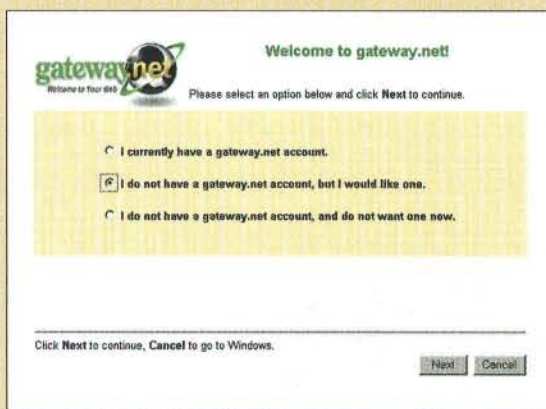 Welcome to gateway.net!
gateway.net
Welcome to Your Web
Please select an option below and click Next to continue.
I currently have a gateway.net account.
I do not have a gateway.net account, but I would like one.
I do not have a gateway.net account, and do not want one now.
Click Next to continue, Cancel to go to Windows.
Next
Cancel